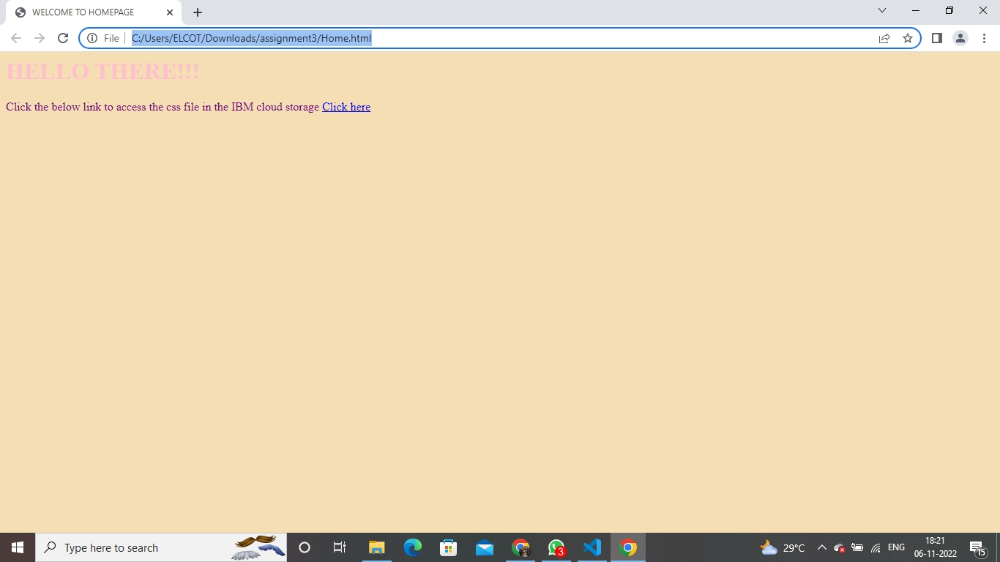 WELCOME TO HOMEPAGE
File C:/Users/ELCOT/Downloads/assignment3/Home.html
HELLO THERE!!!
Click the below link to access the css file in the IBM cloud storage Click here
Type here to search
3
29°C
ENG
18:21
06-11-2022
15